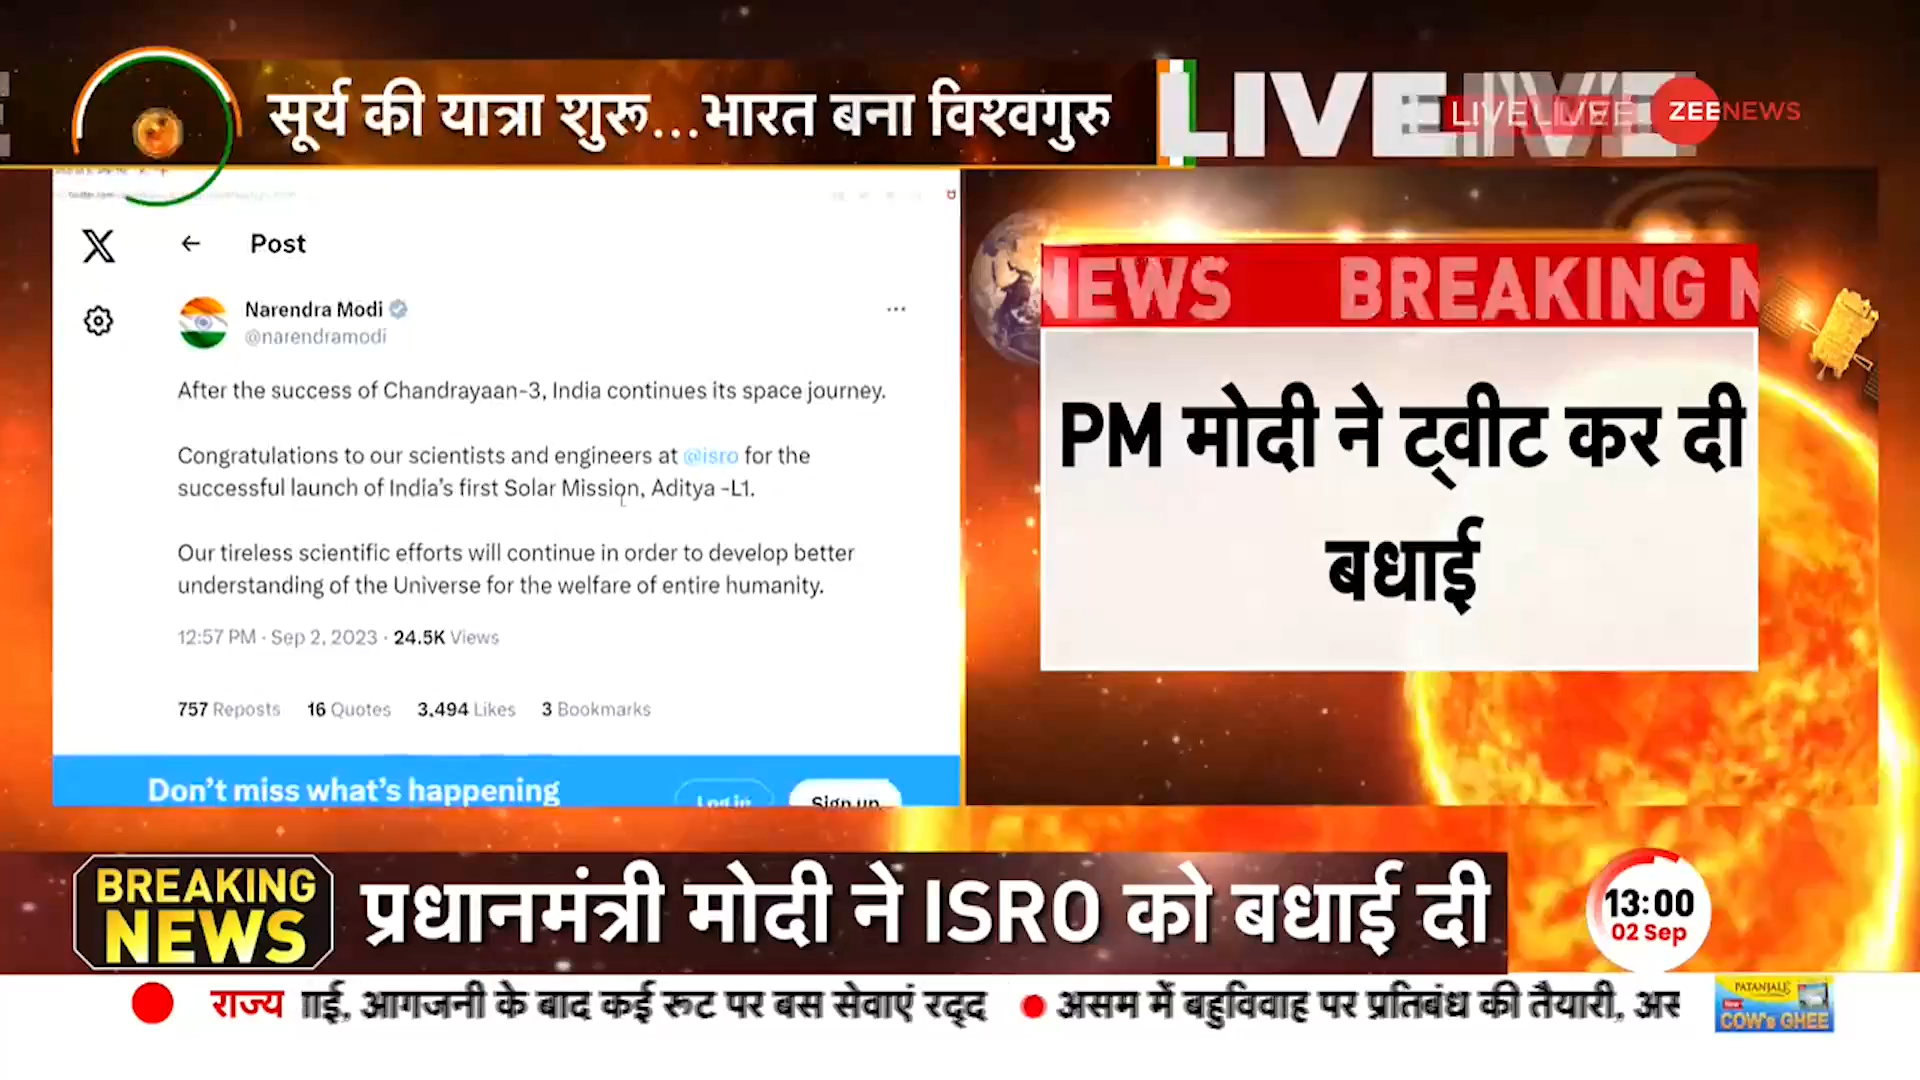 सूर्य की यात्रा शुरू...भारत बना विश्वगुरु
LIVE
LIVE
ZEENEWS
X
← Post
Narendra Modi
@narendramodi
After the success of Chandrayaan-3, India continues its space journey.
Congratulations to our scientists and engineers at @isro for the
successful launch of India's first Solar Mission, Aditya -L1.
Our tireless scientific efforts will continue in order to develop better
understanding of the Universe for the welfare of entire humanity.
12:57 PM · Sep 2, 2023 · 24.5K Views
757 Reposts 16 Quotes 3,494 Likes 3 Bookmarks
Don't miss what's happening
Log in Sign up
NEWS BREAKING N
PM मोदी ने ट्वीट कर दी
बधाई
BREAKING
NEWS
प्रधानमंत्री मोदी ने ISRO को बधाई दी
13:00
02 Sep
राज्य
आगजनी के बाद कई रूट पर बस सेवाएं रद्द
असम में बहुविवाह पर प्रतिबंध की तैयारी,
PATANJALI
COW's GHEE